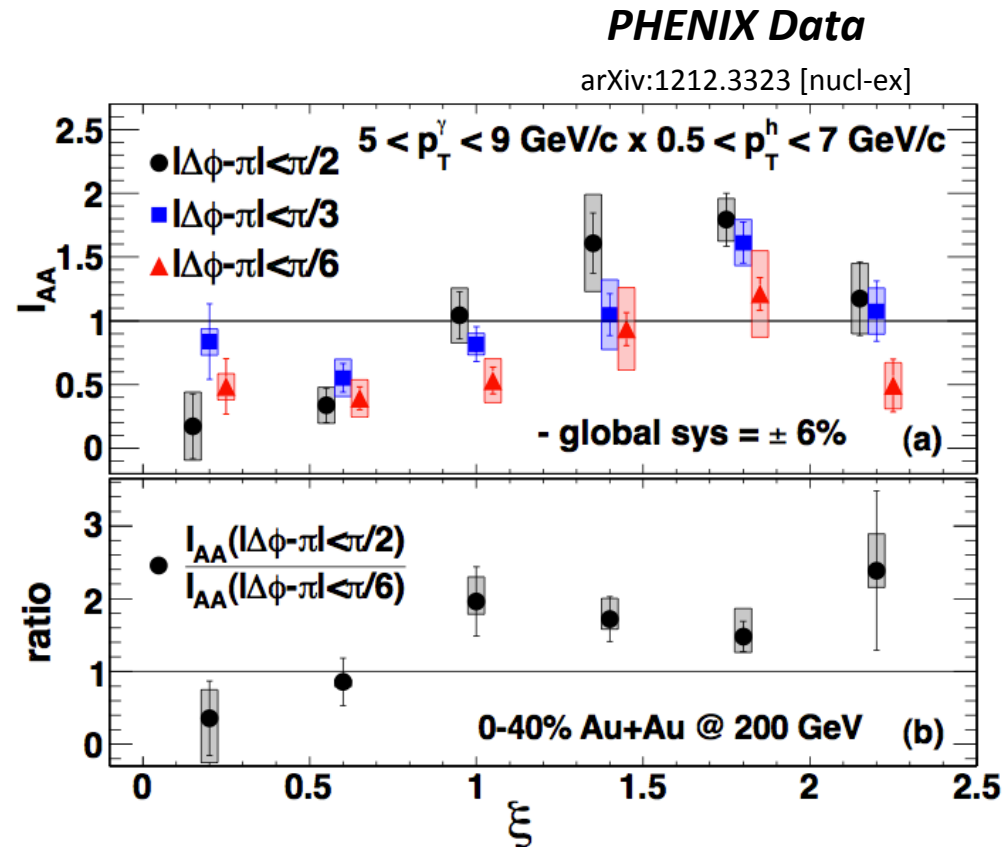 PHENIX Data
arXiv:1212.3323 [nucl-ex]
5 < p_T^γ < 9 GeV/c x 0.5 < p_T^h < 7 GeV/c
|Δϕ-π|<π/2
|Δϕ-π|<π/3
|Δϕ-π|<π/6
I_AA
2.5
2
1.5
1
0.5
0
- global sys = ± 6%
(a)
I_AA(|Δϕ-π|<π/2)
I_AA(|Δϕ-π|<π/6)
ratio
3
2
1
0
0-40% Au+Au @ 200 GeV
(b)
0 0.5 1 1.5 2 2.5
ξ